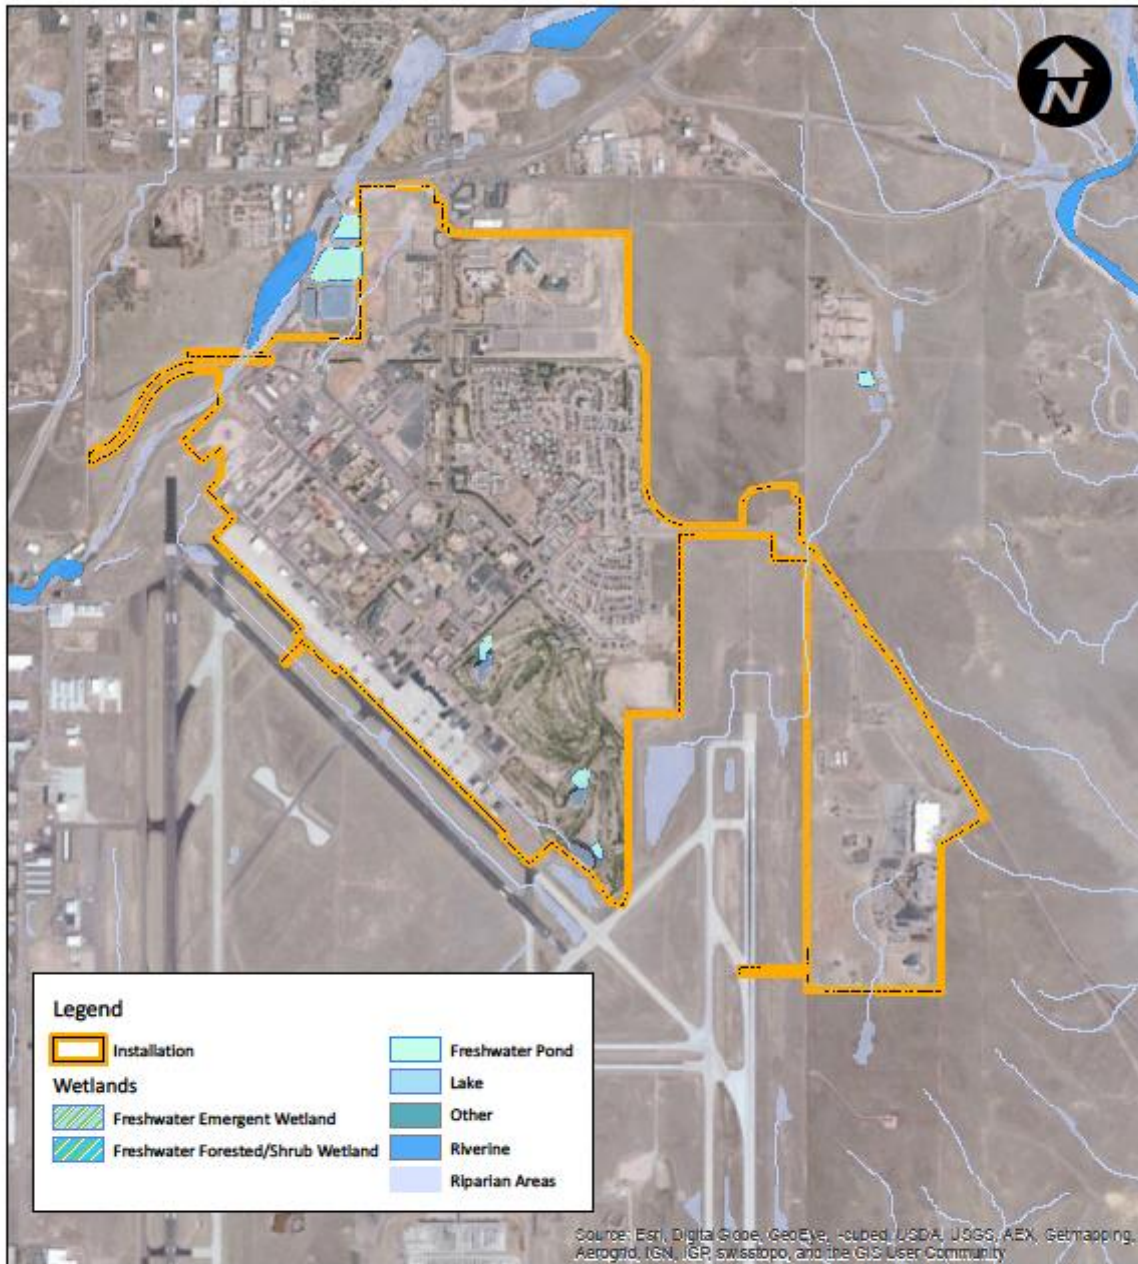 N
Legend
Installation
Wetlands
Freshwater Emergent Wetland
Freshwater Forested/Shrub Wetland
Freshwater Pond
Lake
Other
Riverine
Riparian Areas
Source: Esri, DigitalGlobe, GeoEye, i-cubed, USDA, USGS, AEX, Getmapping,
Aerogrid, IGN, IGP, swisstopo, and the GIS User Community